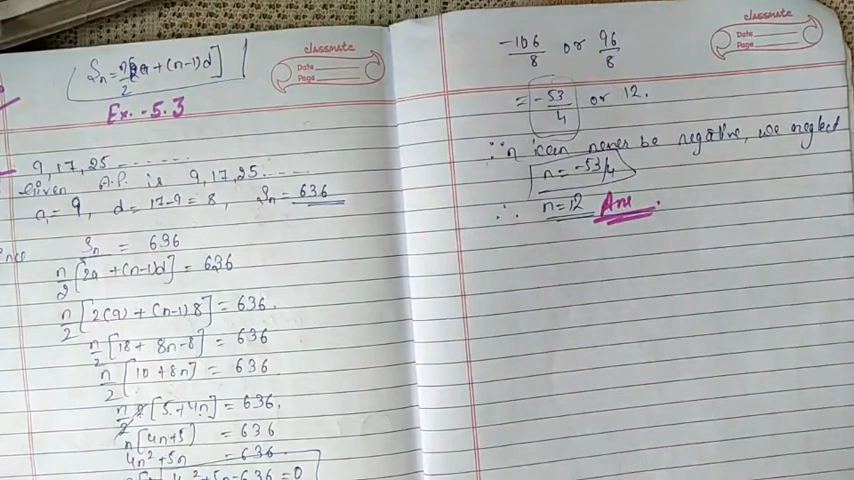 Sn = n/2 [2a + (n-1)d]
classmate
Date
Page
Ex. - 5.3
9, 17, 25 .......
Given A.P. is 9, 17, 25......
a = 9, d = 17-9 = 8, Sn = 636
Sn = 636
n/2 [2a + (n-1)d] = 636
n/2 [2(9) + (n-1)8] = 636.
n/2 [18 + 8n-8] = 636
n/2 [10 + 8n] = 636
n/2 2 [5 + 4n] = 636.
n[4n+5] = 636
4n² + 5n = 636.
4n² + 5n - 636 = 0
-106/8 or 96/8
classmate
Date
Page
= -53/4 or 12.
∵ n can never be negative, we neglect
n = -53/4
∴ n = 12 Ans.